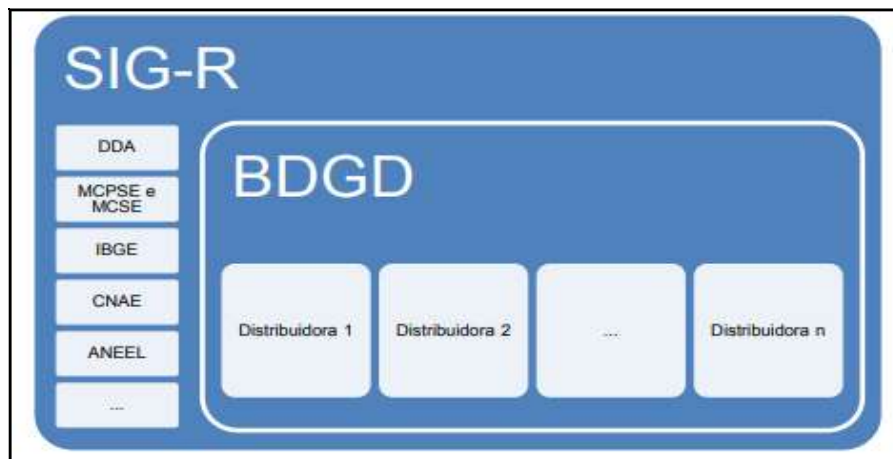 SIG-R
DDA
MCPSE e
MCSE
IBGE
CNAE
ANEEL
...
BDGD
Distribuidora 1
Distribuidora 2
...
Distribuidora n